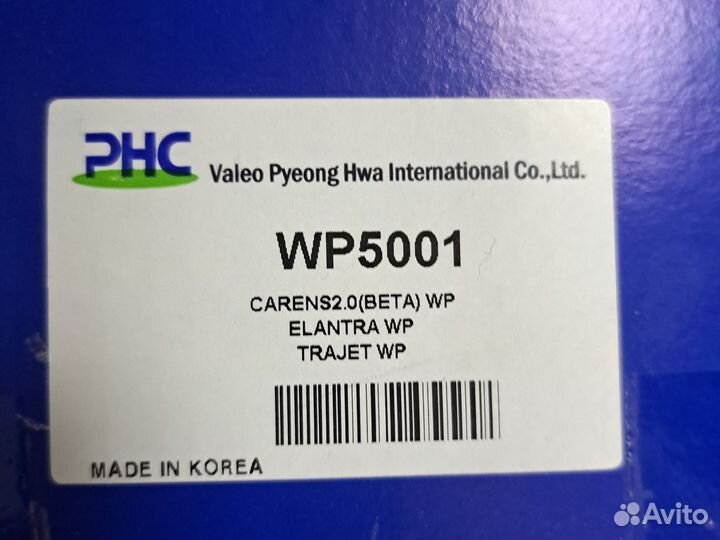 PHC Valeo Pyeong Hwa International Co.,Ltd.
WP5001
CARENS2.0(BETA) WP
ELANTRA WP
TRAJET WP
MADE IN KOREA
Avito